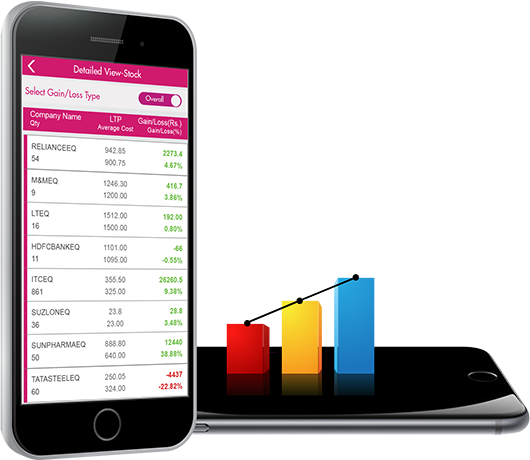 Detailed View-Stock
Select Gain/Loss Type Overall
Company Name LTP Gain/Loss(Rs.)
Qty Average Cost Gain/Loss(%)
RELIANCEEQ 942.85 2273.4
54 900.75 4.67%
M&MEQ 1246.30 416.7
9 1200.00 3.86%
LTEQ 1512.00 192.00
16 1500.00 0.80%
HDFCBANKEQ 1101.00 -66
11 1095.00 -0.55%
ITCEQ 355.50 26260.5
861 325.00 9.38%
SUZLONEQ 23.8 28.8
36 23.00 3.48%
SUNPHARMAEQ 888.80 12440
50 640.00 38.88%
TATASTEELEQ 250.05 -4437
60 324.00 -22.82%